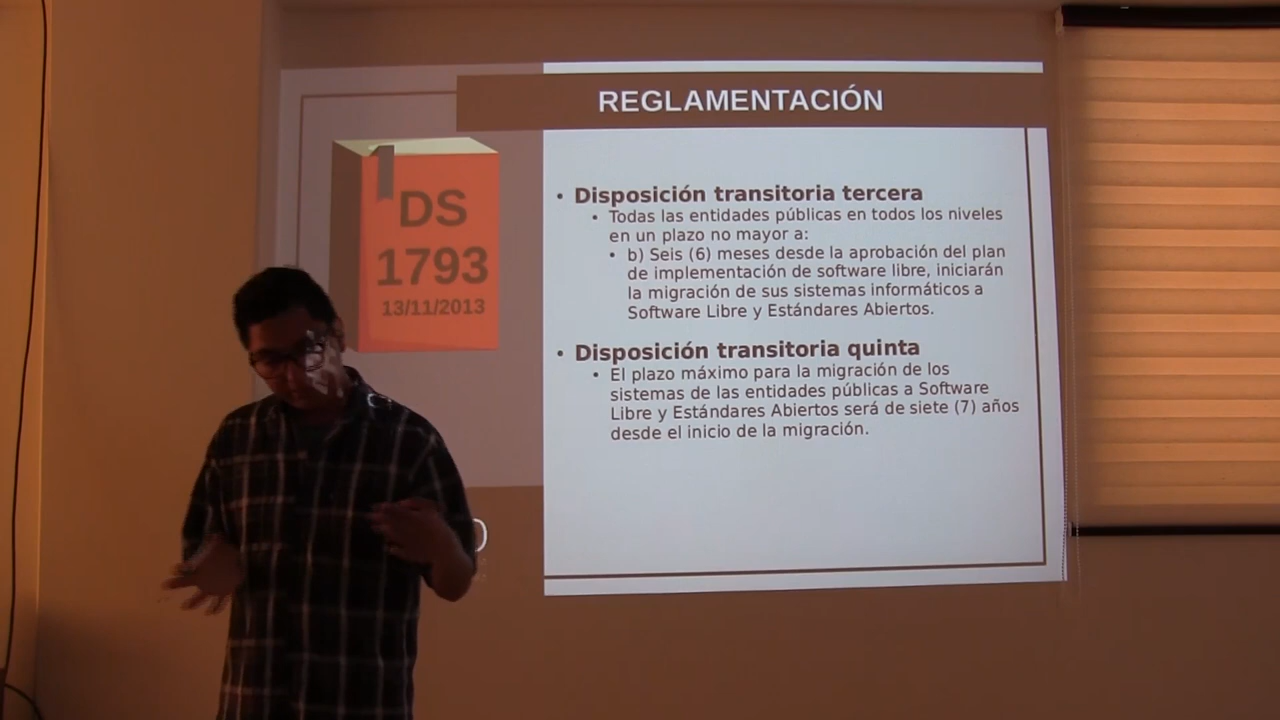 REGLAMENTACIÓN
DS
1793
13/11/2013
• Disposición transitoria tercera
• Todas las entidades públicas en todos los niveles
en un plazo no mayor a:
• b) Seis (6) meses desde la aprobación del plan
de implementación de software libre, iniciarán
la migración de sus sistemas informáticos a
Software Libre y Estándares Abiertos.
• Disposición transitoria quinta
• El plazo máximo para la migración de los
sistemas de las entidades públicas a Software
Libre y Estándares Abiertos será de siete (7) años
desde el inicio de la migración.